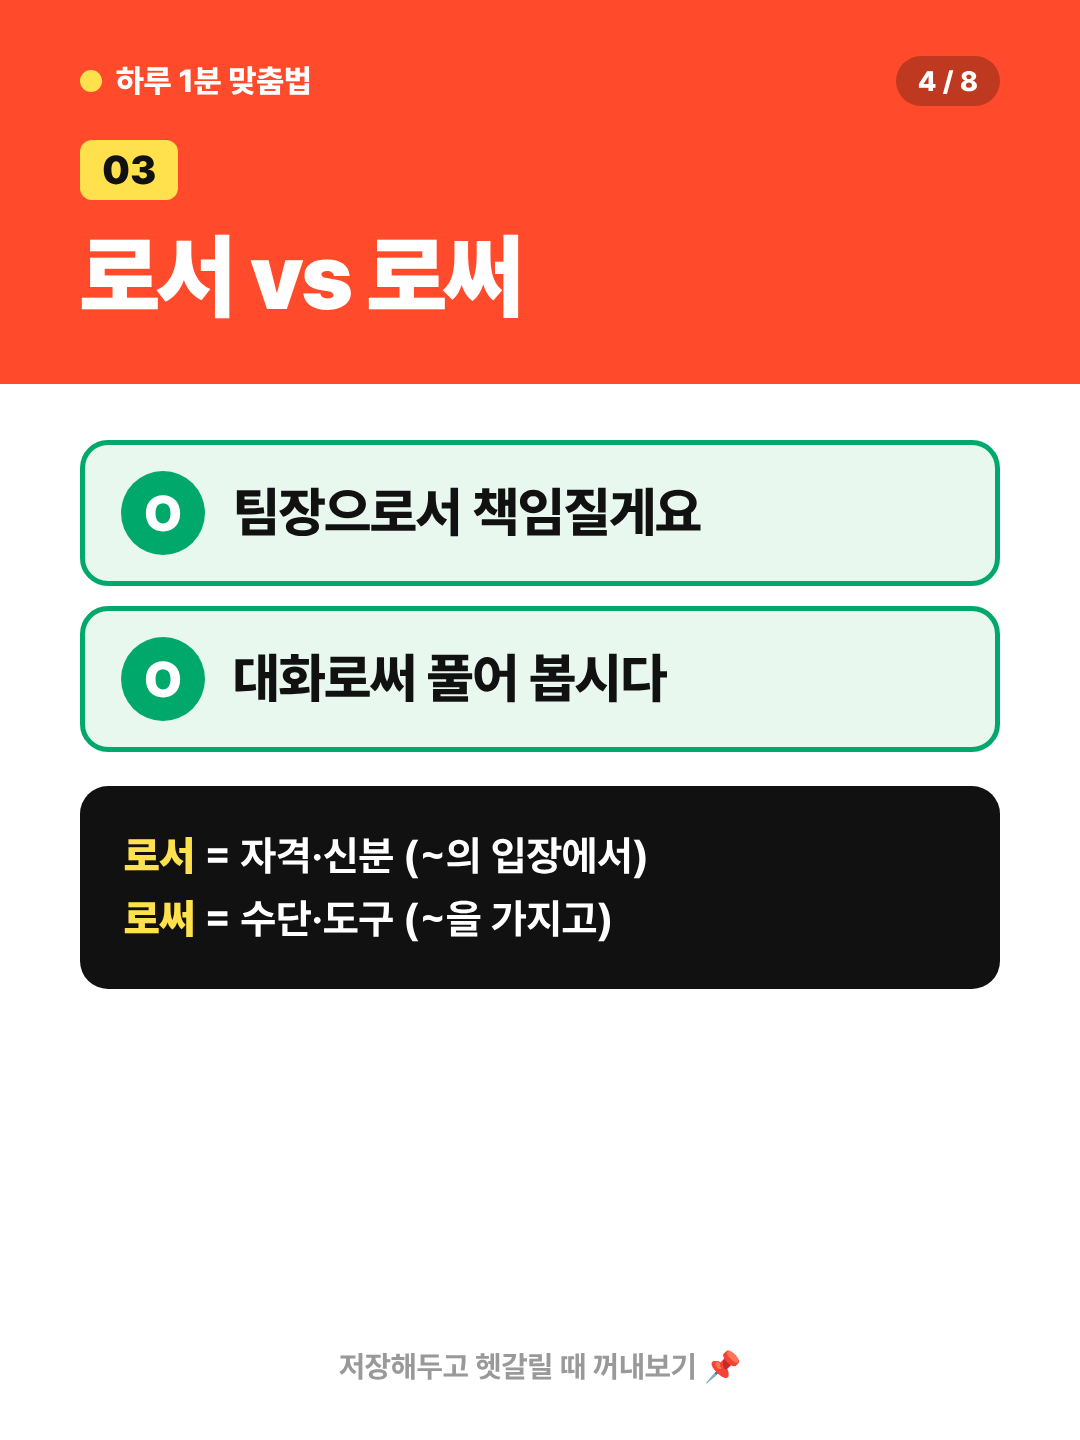 하루 1분 맞춤법
4 / 8
03
로서 vs 로써
O 팀장으로서 책임질게요
O 대화로써 풀어 봅시다
로서 = 자격·신분 (~의 입장에서)
로써 = 수단·도구 (~을 가지고)
저장해두고 헷갈릴 때 꺼내보기 📌